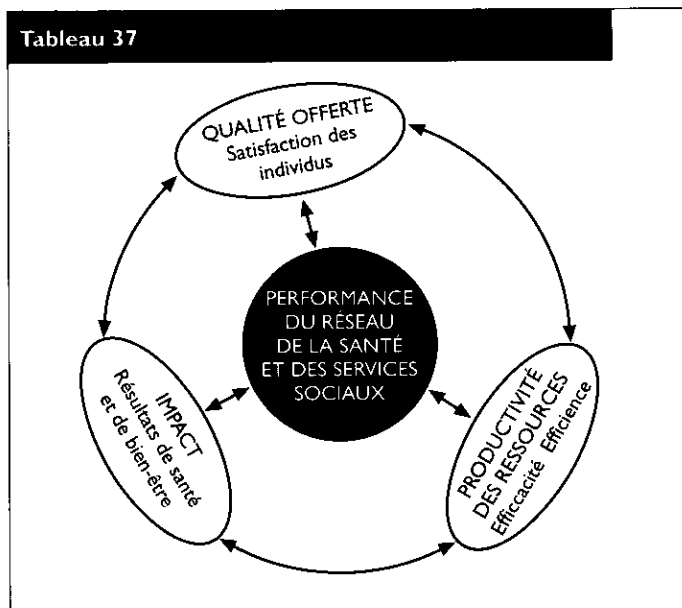 Tableau 37
QUALITÉ OFFERTE
Satisfaction des
individus
PERFORMANCE
DU RÉSEAU
DE LA SANTÉ
ET DES SERVICES
SOCIAUX
IMPACT
Résultats de santé
et de bien-être
PRODUCTIVITÉ
DES RESSOURCES
Efficcacité Efficience